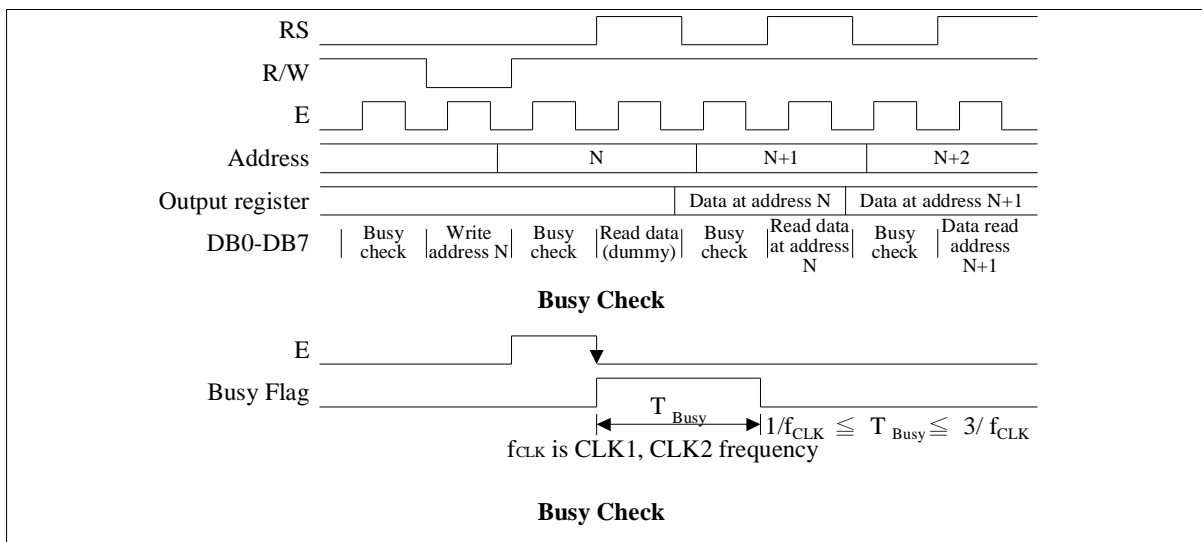 RS
R/W
E
Address N N+1 N+2
Output register Data at address N Data at address N+1
DB0-DB7
Busy check
Write address N
Busy check
Read data (dummy)
Busy check
Read data at address N
Busy check
Data read address N+1
Busy Check
E
Busy Flag
T Busy
1/fCLK ≦ T Busy ≦ 3/ fCLK
fCLK is CLK1, CLK2 frequency
Busy Check